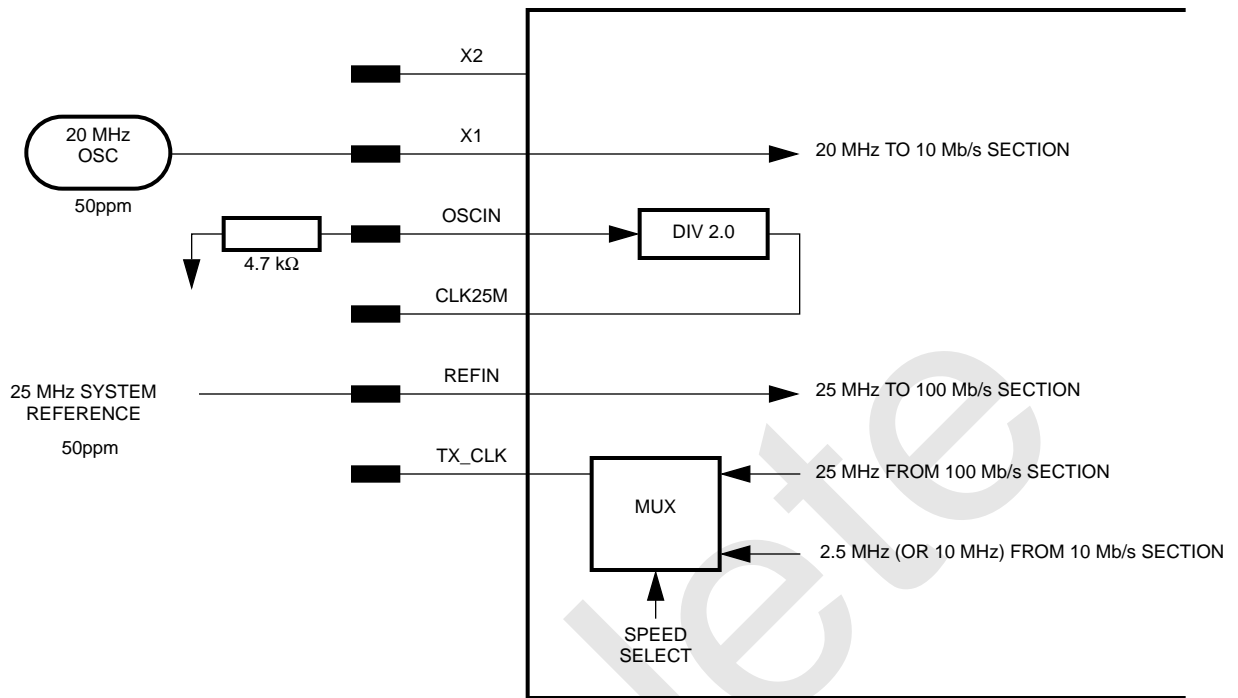 X2
20 MHz
OSC
50ppm
X1
20 MHz TO 10 Mb/s SECTION
OSCIN
DIV 2.0
4.7 kΩ
CLK25M
25 MHz SYSTEM
REFERENCE
50ppm
REFIN
25 MHz TO 100 Mb/s SECTION
TX_CLK
MUX
25 MHz FROM 100 Mb/s SECTION
2.5 MHz (OR 10 MHz) FROM 10 Mb/s SECTION
SPEED
SELECT
lete